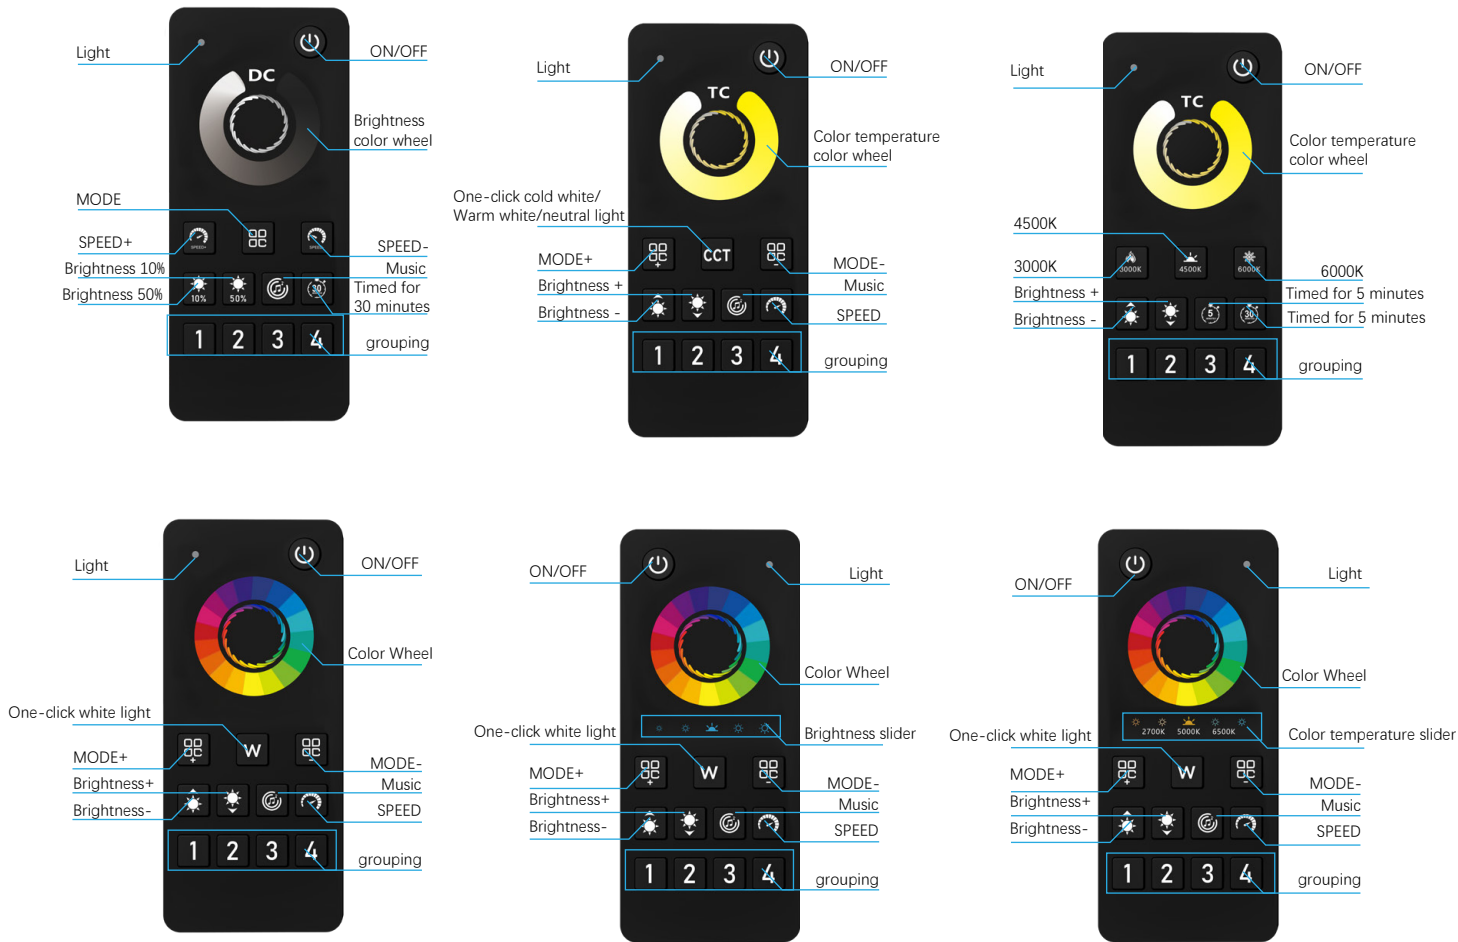 Light
ON/OFF
DC
Brightness
color wheel
MODE
SPEED+
SPEED+
SPEED-
Brightness 10%
Music
Brightness 50%
10%
50%
30
Timed for
30 minutes
1 2 3 4
grouping
Light
ON/OFF
TC
Color temperature
color wheel
One-click cold white/
Warm white/neutral light
MODE+
CCT
MODE-
Brightness +
Music
Brightness -
SPEED
1 2 3 4
grouping
Light
ON/OFF
TC
Color temperature
color wheel
4500K
3000K
3000K
4500K
6000K
6000K
Brightness +
Timed for 5 minutes
Brightness -
5
30
Timed for 5 minutes
1 2 3 4
grouping
Light
ON/OFF
Color Wheel
One-click white light
MODE+
W
MODE-
Brightness+
Music
Brightness-
SPEED
1 2 3 4
grouping
ON/OFF
Light
Color Wheel
One-click white light
Brightness slider
MODE+
W
MODE-
Brightness+
Music
Brightness-
SPEED
1 2 3 4
grouping
ON/OFF
Light
Color Wheel
2700K 5000K 6500K
One-click white light
Color temperature slider
MODE+
W
MODE-
Brightness+
Music
Brightness-
SPEED
1 2 3 4
grouping